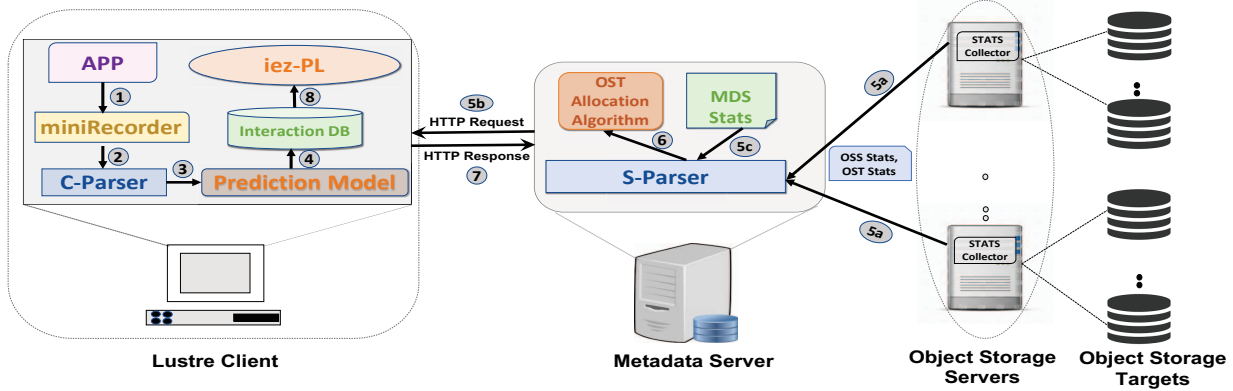 APP
iez-PL
1
8
miniRecorder
Interaction DB
2
3
4
C-Parser
Prediction Model
Lustre Client
5b
HTTP Request
HTTP Response
7
OST
Allocation
Algorithm
MDS
Stats
6
5c
S-Parser
Metadata Server
5a
OSS Stats,
OST Stats
5a
STATS
Collector
STATS
Collector
Object Storage
Servers
Object Storage
Targets